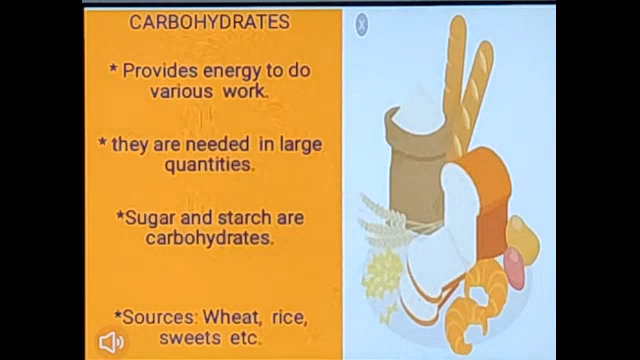 CARBOHYDRATES
* Provides energy to do
various work.
* they are needed in large
quantities.
*Sugar and starch are
carbohydrates.
*Sources: Wheat, rice,
sweets etc.